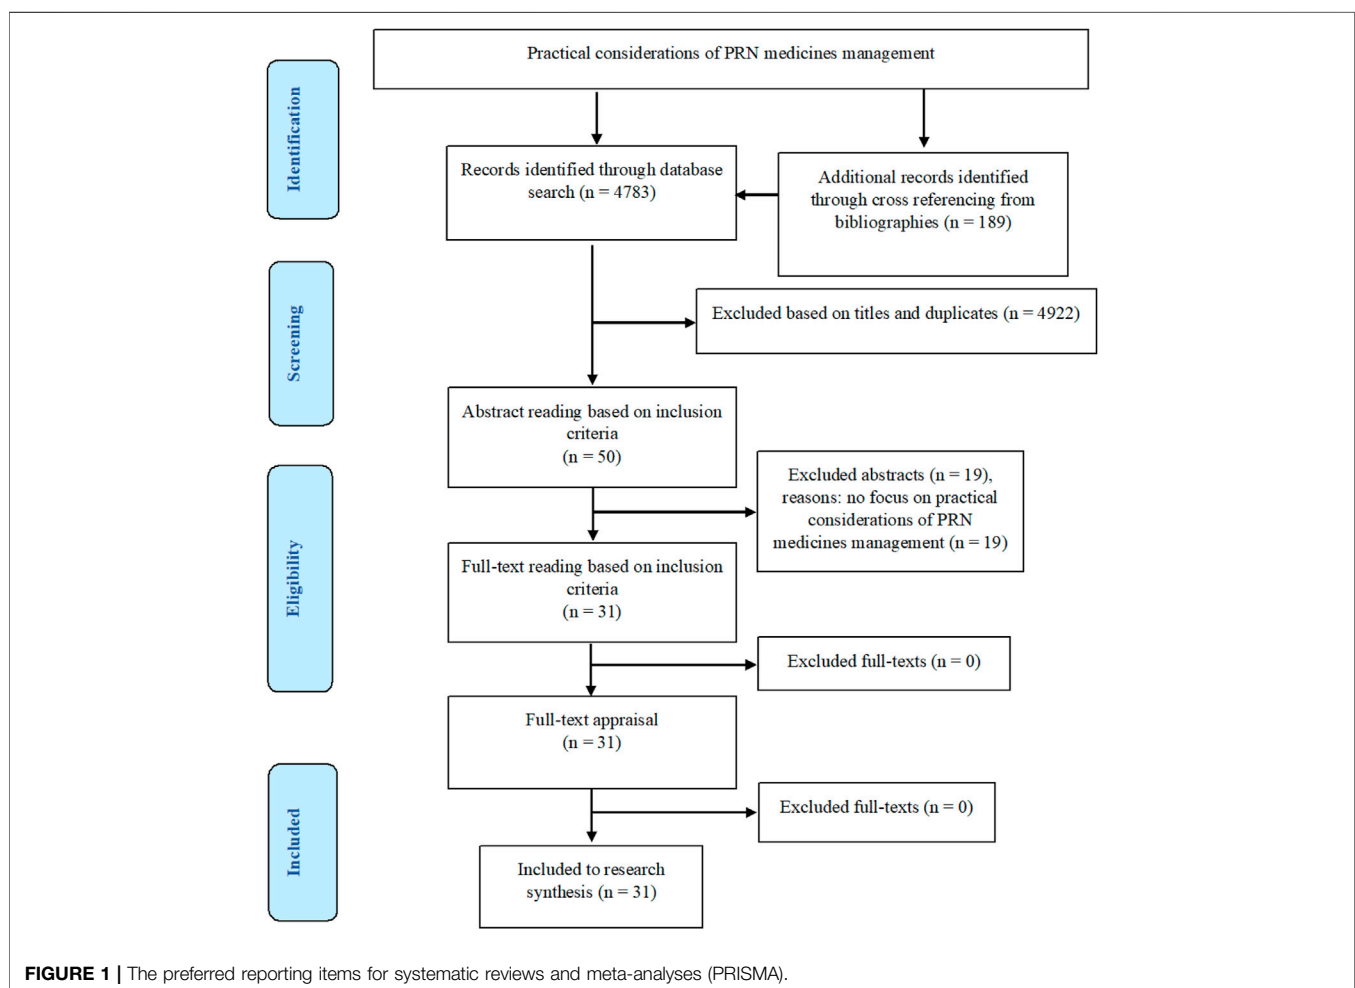 Practical considerations of PRN medicines management
Identification
Records identified through database
search (n = 4783)
Additional records identified
through cross referencing from
bibliographies (n = 189)
Screening
Excluded based on titles and duplicates (n = 4922)
Abstract reading based on inclusion
criteria
(n = 50)
Eligibility
Excluded abstracts (n = 19),
reasons: no focus on practical
considerations of PRN
medicines management (n = 19)
Full-text reading based on inclusion
criteria
(n = 31)
Excluded full-texts (n = 0)
Full-text appraisal
(n = 31)
Included
Excluded full-texts (n = 0)
Included to research
synthesis (n = 31)
FIGURE 1 | The preferred reporting items for systematic reviews and meta-analyses (PRISMA).